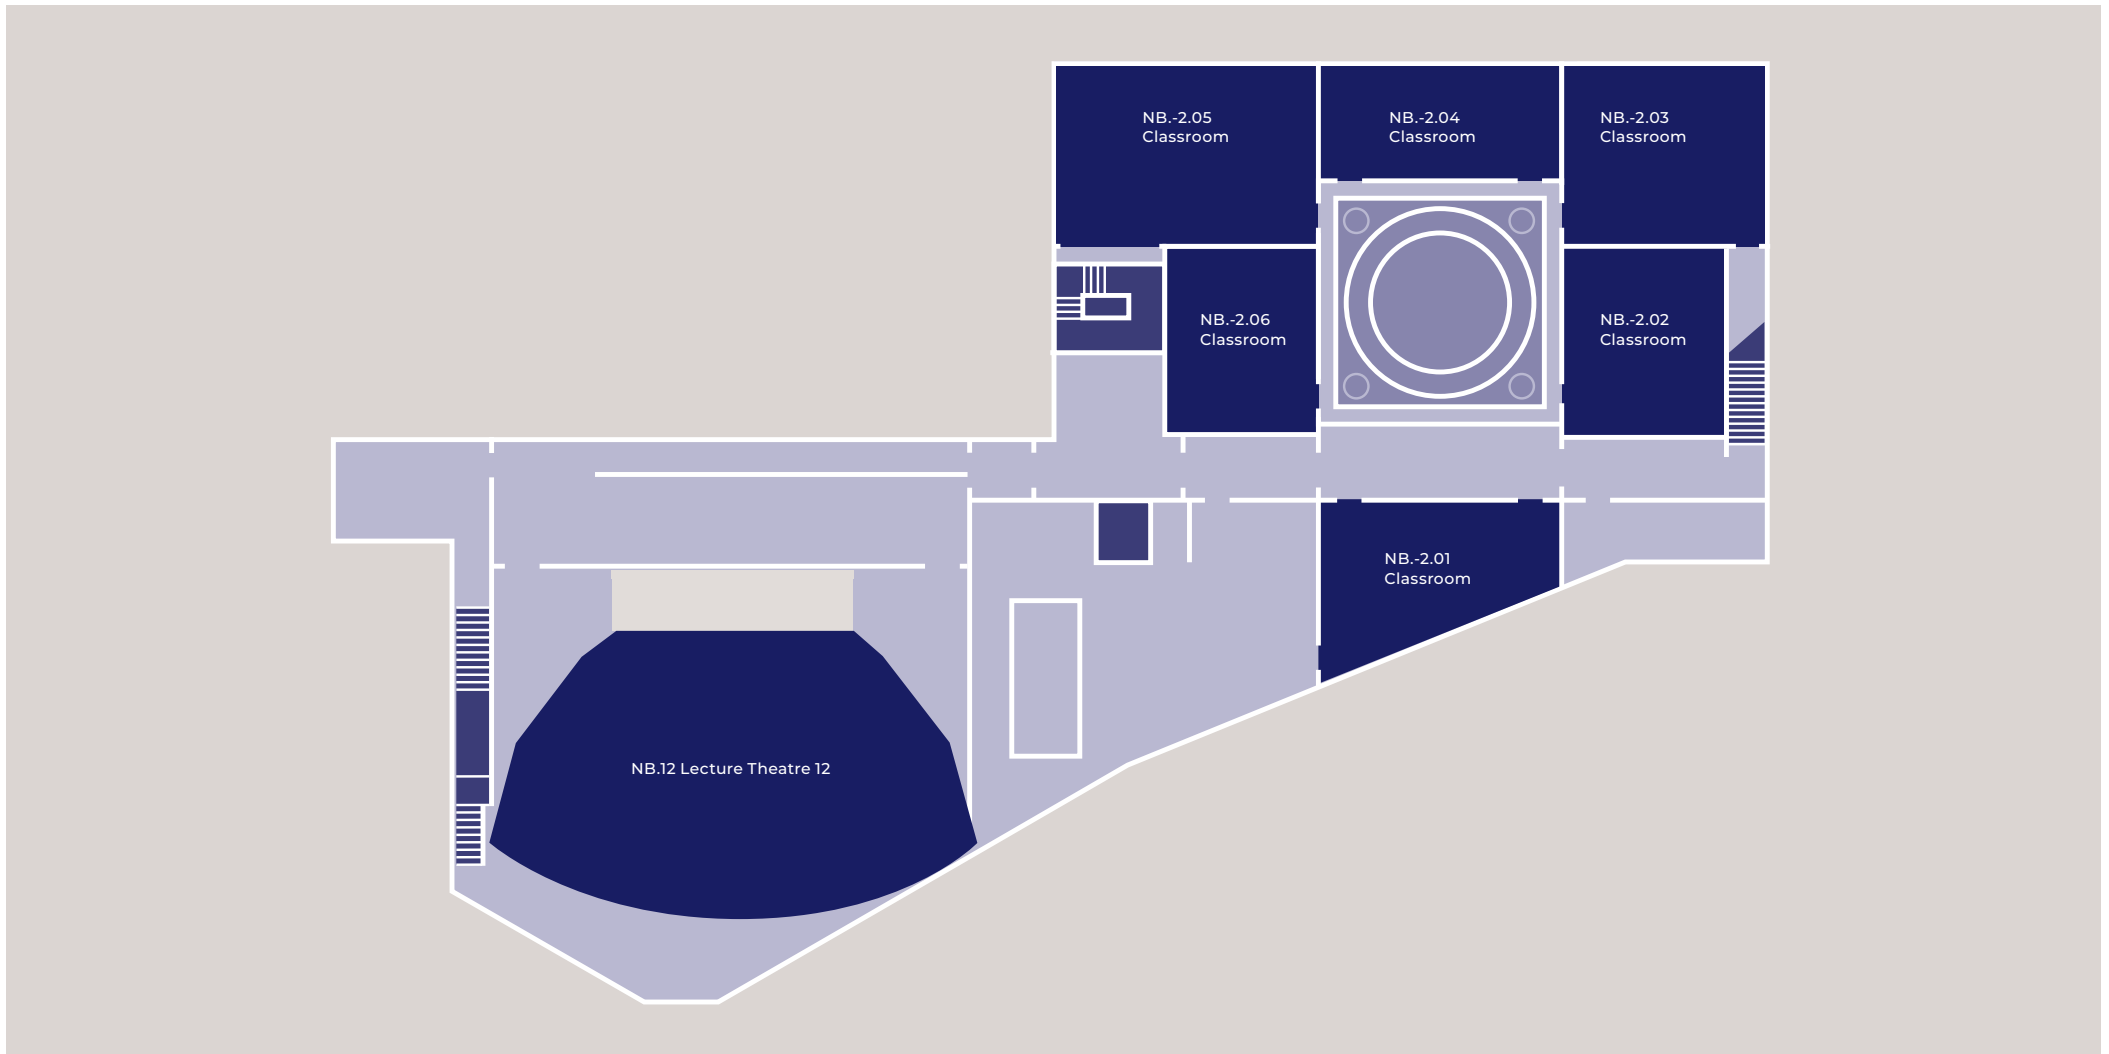 NB.-2.05
Classroom
NB.-2.04
Classroom
NB.-2.03
Classroom
NB.-2.06
Classroom
NB.-2.02
Classroom
NB.-2.01
Classroom
NB.12 Lecture Theatre 12